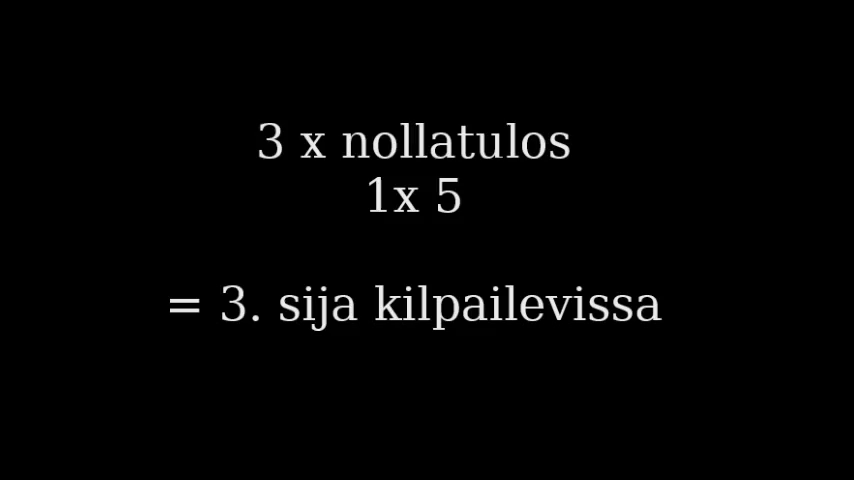 3 x nollatulos
1x 5
= 3. sija kilpailevissa